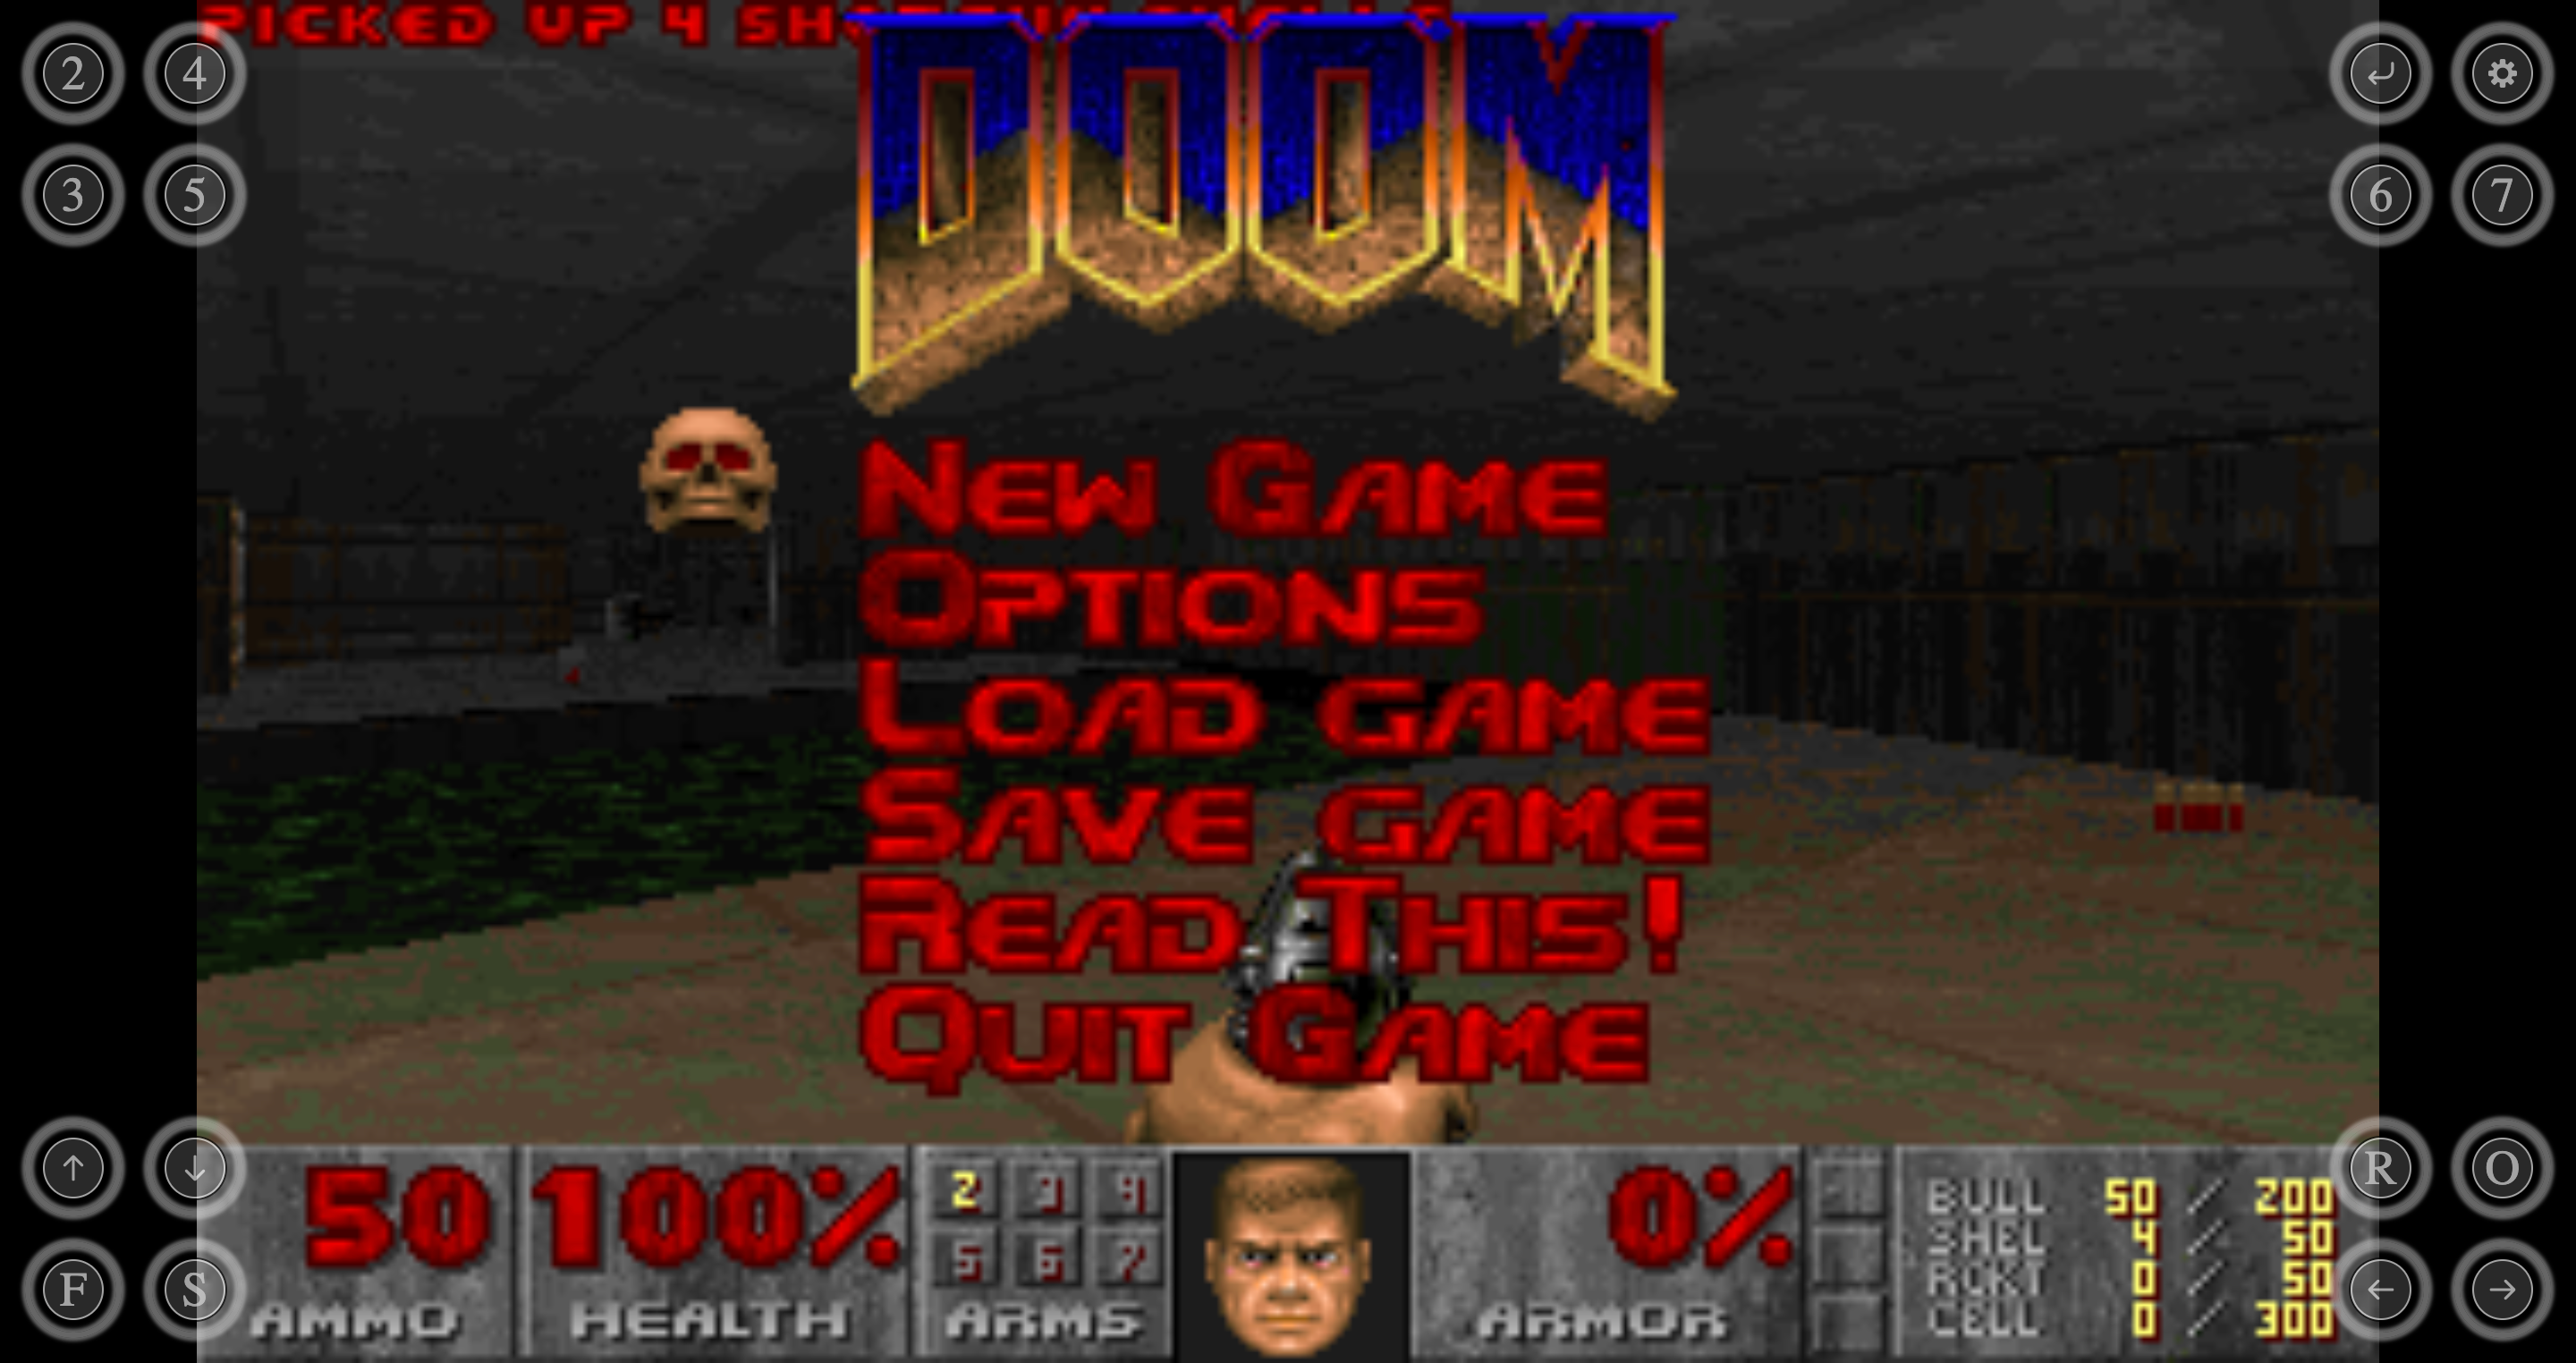 PICKED UP 4 SHOTGUN SHELLS
2 4
3 5
6 7
DOOM
NEW GAME
OPTIONS
LOAD GAME
SAVE GAME
READ THIS!
QUIT GAME
50 100% 0%
AMMO HEALTH ARMS ARMOR
2 3 4
5 6 7
BULL 50 / 200
SHEL 4 / 50
RCKT 0 / 50
CELL 0 / 300
F S
R O